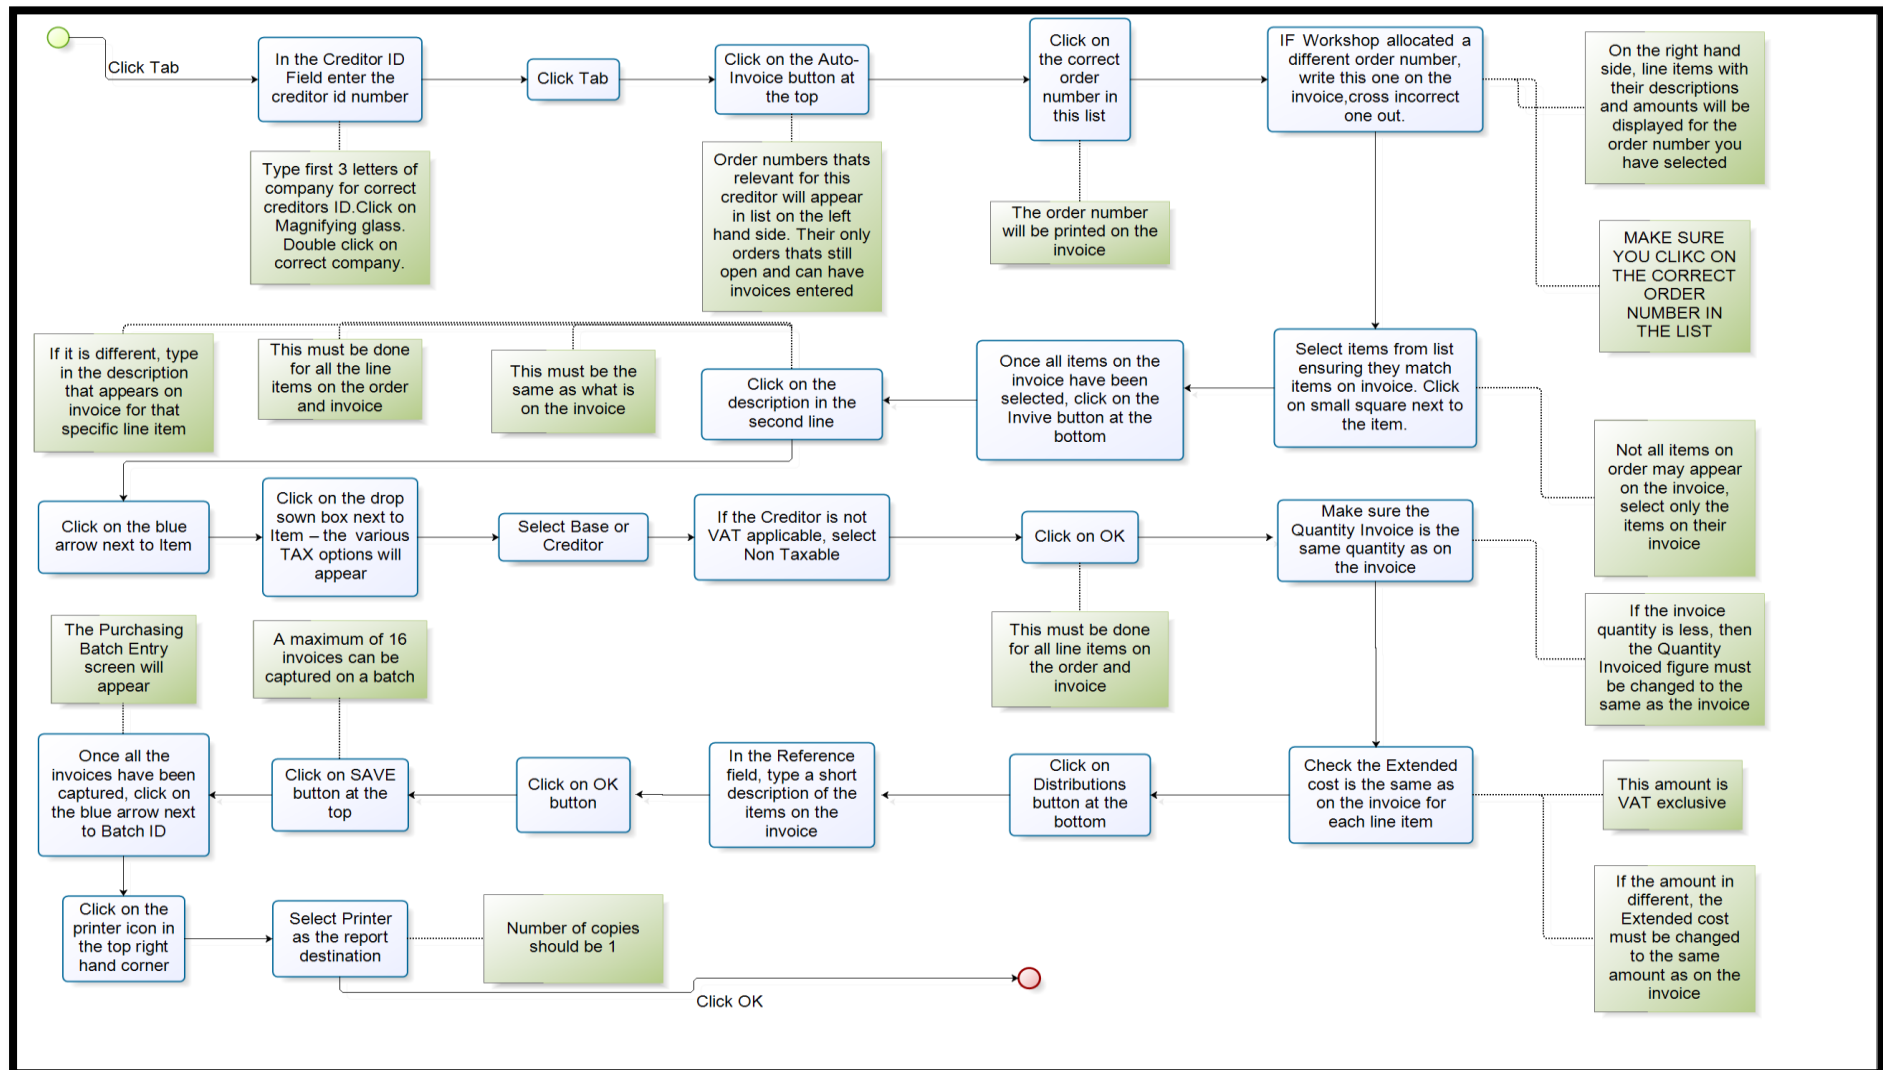 Click Tab
In the Creditor ID
Field enter the
creditor id number
Click Tab
Click on the Auto-
Invoice button at
the top
Click on
the correct
order
number in
this list
IF Workshop allocated a
different order number,
write this one on the
invoice,cross incorrect
one out.
On the right hand
side, line items with
their descriptions
and amounts will be
displayed for the
order number you
have selected
Type first 3 letters of
company for correct
creditors ID.Click on
Magnifying glass.
Double click on
correct company.
Order numbers thats
relevant for this
creditor will appear
in list on the left
hand side. Their only
orders thats still
open and can have
invoices entered
The order number
will be printed on the
invoice
MAKE SURE
YOU CLIKC ON
THE CORRECT
ORDER
NUMBER IN
THE LIST
If it is different, type
in the description
that appears on
invoice for that
specific line item
This must be done
for all the line
items on the order
and invoice
This must be the
same as what is
on the invoice
Click on the
description in the
second line
Once all items on the
invoice have been
selected, click on the
Invive button at the
bottom
Select items from list
ensuring they match
items on invoice. Click
on small square next to
the item.
Not all items on
order may appear
on the invoice,
select only the
items on their
invoice
Click on the blue
arrow next to Item
Click on the drop
sown box next to
Item – the various
TAX options will
appear
Select Base or
Creditor
If the Creditor is not
VAT applicable, select
Non Taxable
Click on OK
Make sure the
Quantity Invoice is the
same quantity as on
the invoice
The Purchasing
Batch Entry
screen will
appear
A maximum of 16
invoices can be
captured on a batch
This must be done
for all line items on
the order and
invoice
If the invoice
quantity is less, then
the Quantity
Invoiced figure must
be changed to the
same as the invoice
Once all the
invoices have been
captured, click on
the blue arrow next
to Batch ID
Click on SAVE
button at the
top
Click on OK
button
In the Reference
field, type a short
description of the
items on the
invoice
Click on
Distributions
button at the
bottom
Check the Extended
cost is the same as
on the invoice for
each line item
This amount is
VAT exclusive
If the amount in
different, the
Extended cost
must be changed
to the same
amount as on the
invoice
Click on the
printer icon in
the top right
hand corner
Select Printer
as the report
destination
Number of copies
should be 1
Click OK